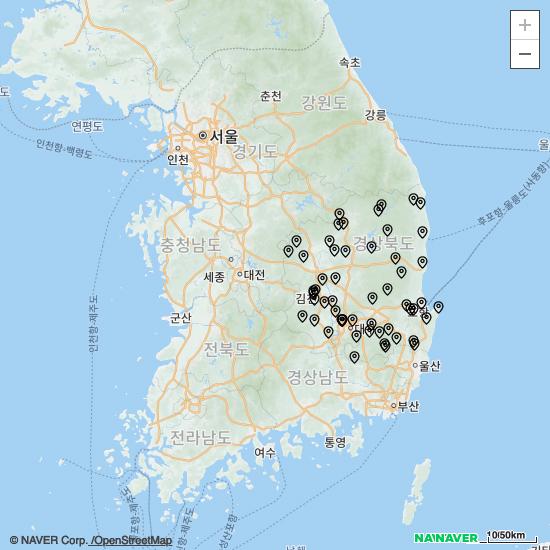 +
−
속초
춘천
강원도
강릉
연평도
서울
인천
경기도
인천항-백령도
후포항-울릉도(사동항)
경상북도
충청남도
세종
대전
김천
인천항-제주도
군산
대구
포항
전북도
울산
경상남도
부산
전라남도
통영
여수
© NAVER Corp. /OpenStreetMap
NAVER
10/50km